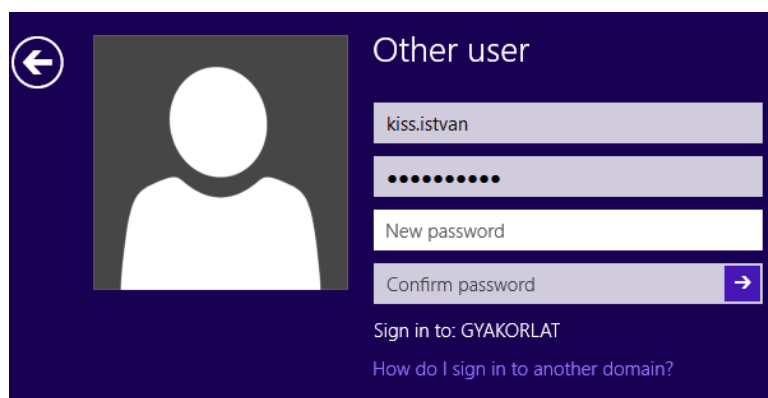 Other user
kiss.istvan
●●●●●●●●●●
New password
Confirm password
Sign in to: GYAKORLAT
How do I sign in to another domain?